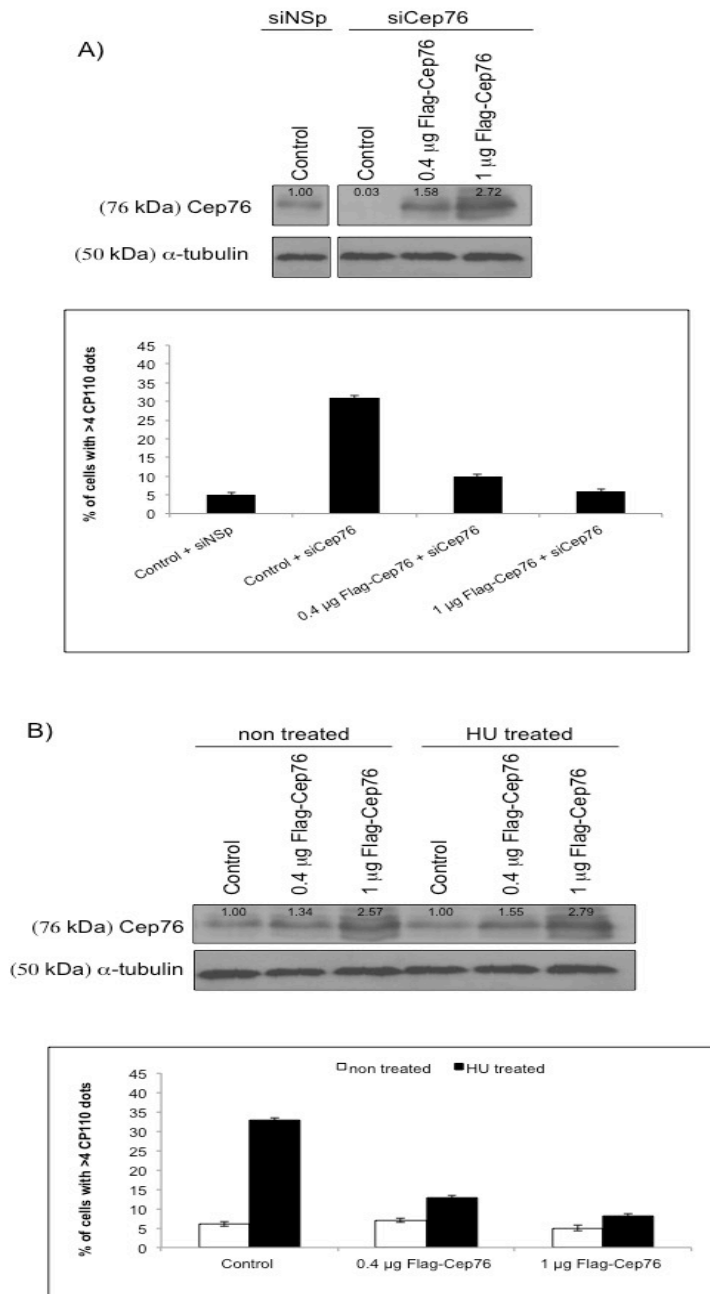 siNSp siCep76
A)
Control Control 0.4 µg Flag-Cep76 1 µg Flag-Cep76
1.00 0.03 1.58 2.72
(76 kDa) Cep76
(50 kDa) α-tubulin
% of cells with >4 CP110 dots
45
40
35
30
25
20
15
10
5
0
Control + siNSp
Control + siCep76
0.4 µg Flag-Cep76 + siCep76
1 µg Flag-Cep76 + siCep76
B)
non treated HU treated
Control 0.4 µg Flag-Cep76 1 µg Flag-Cep76 Control 0.4 µg Flag-Cep76 1 µg Flag-Cep76
1.00 1.34 2.57 1.00 1.55 2.79
(76 kDa) Cep76
(50 kDa) α-tubulin
non treated HU treated
% of cells with >4 CP110 dots
45
40
35
30
25
20
15
10
5
0
Control 0.4 µg Flag-Cep76 1 µg Flag-Cep76